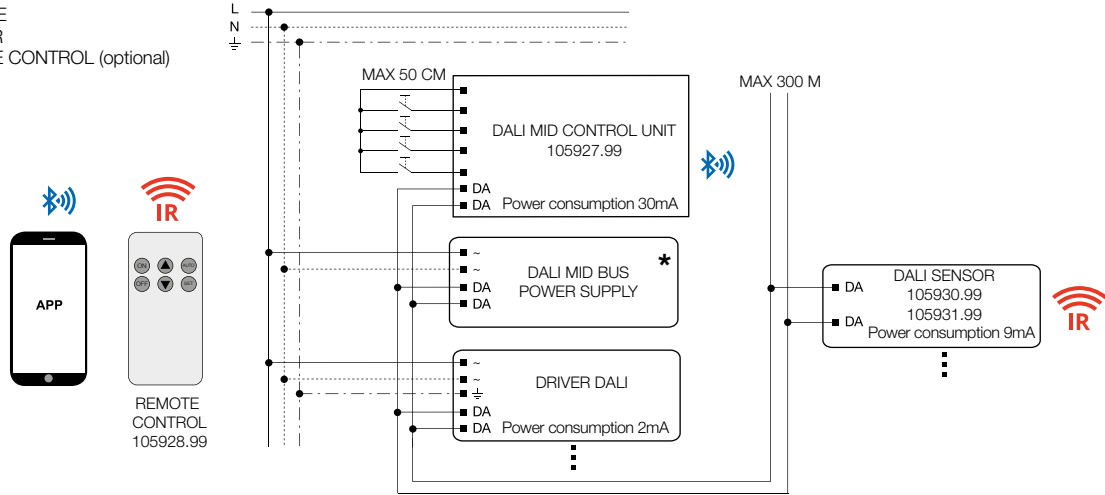 E
R
E CONTROL (optional)
L
N
MAX 50 CM
DALI MID CONTROL UNIT
105927.99
DA
DA
Power consumption 30mA
MAX 300 M
IR
APP
ON
AUTO
OFF
SET
REMOTE
CONTROL
105928.99
~
~
DA
DA
DALI MID BUS
POWER SUPPLY
*
~
~
DA
DA
DRIVER DALI
Power consumption 2mA
DA
DA
DALI SENSOR
105930.99
105931.99
Power consumption 9mA
IR